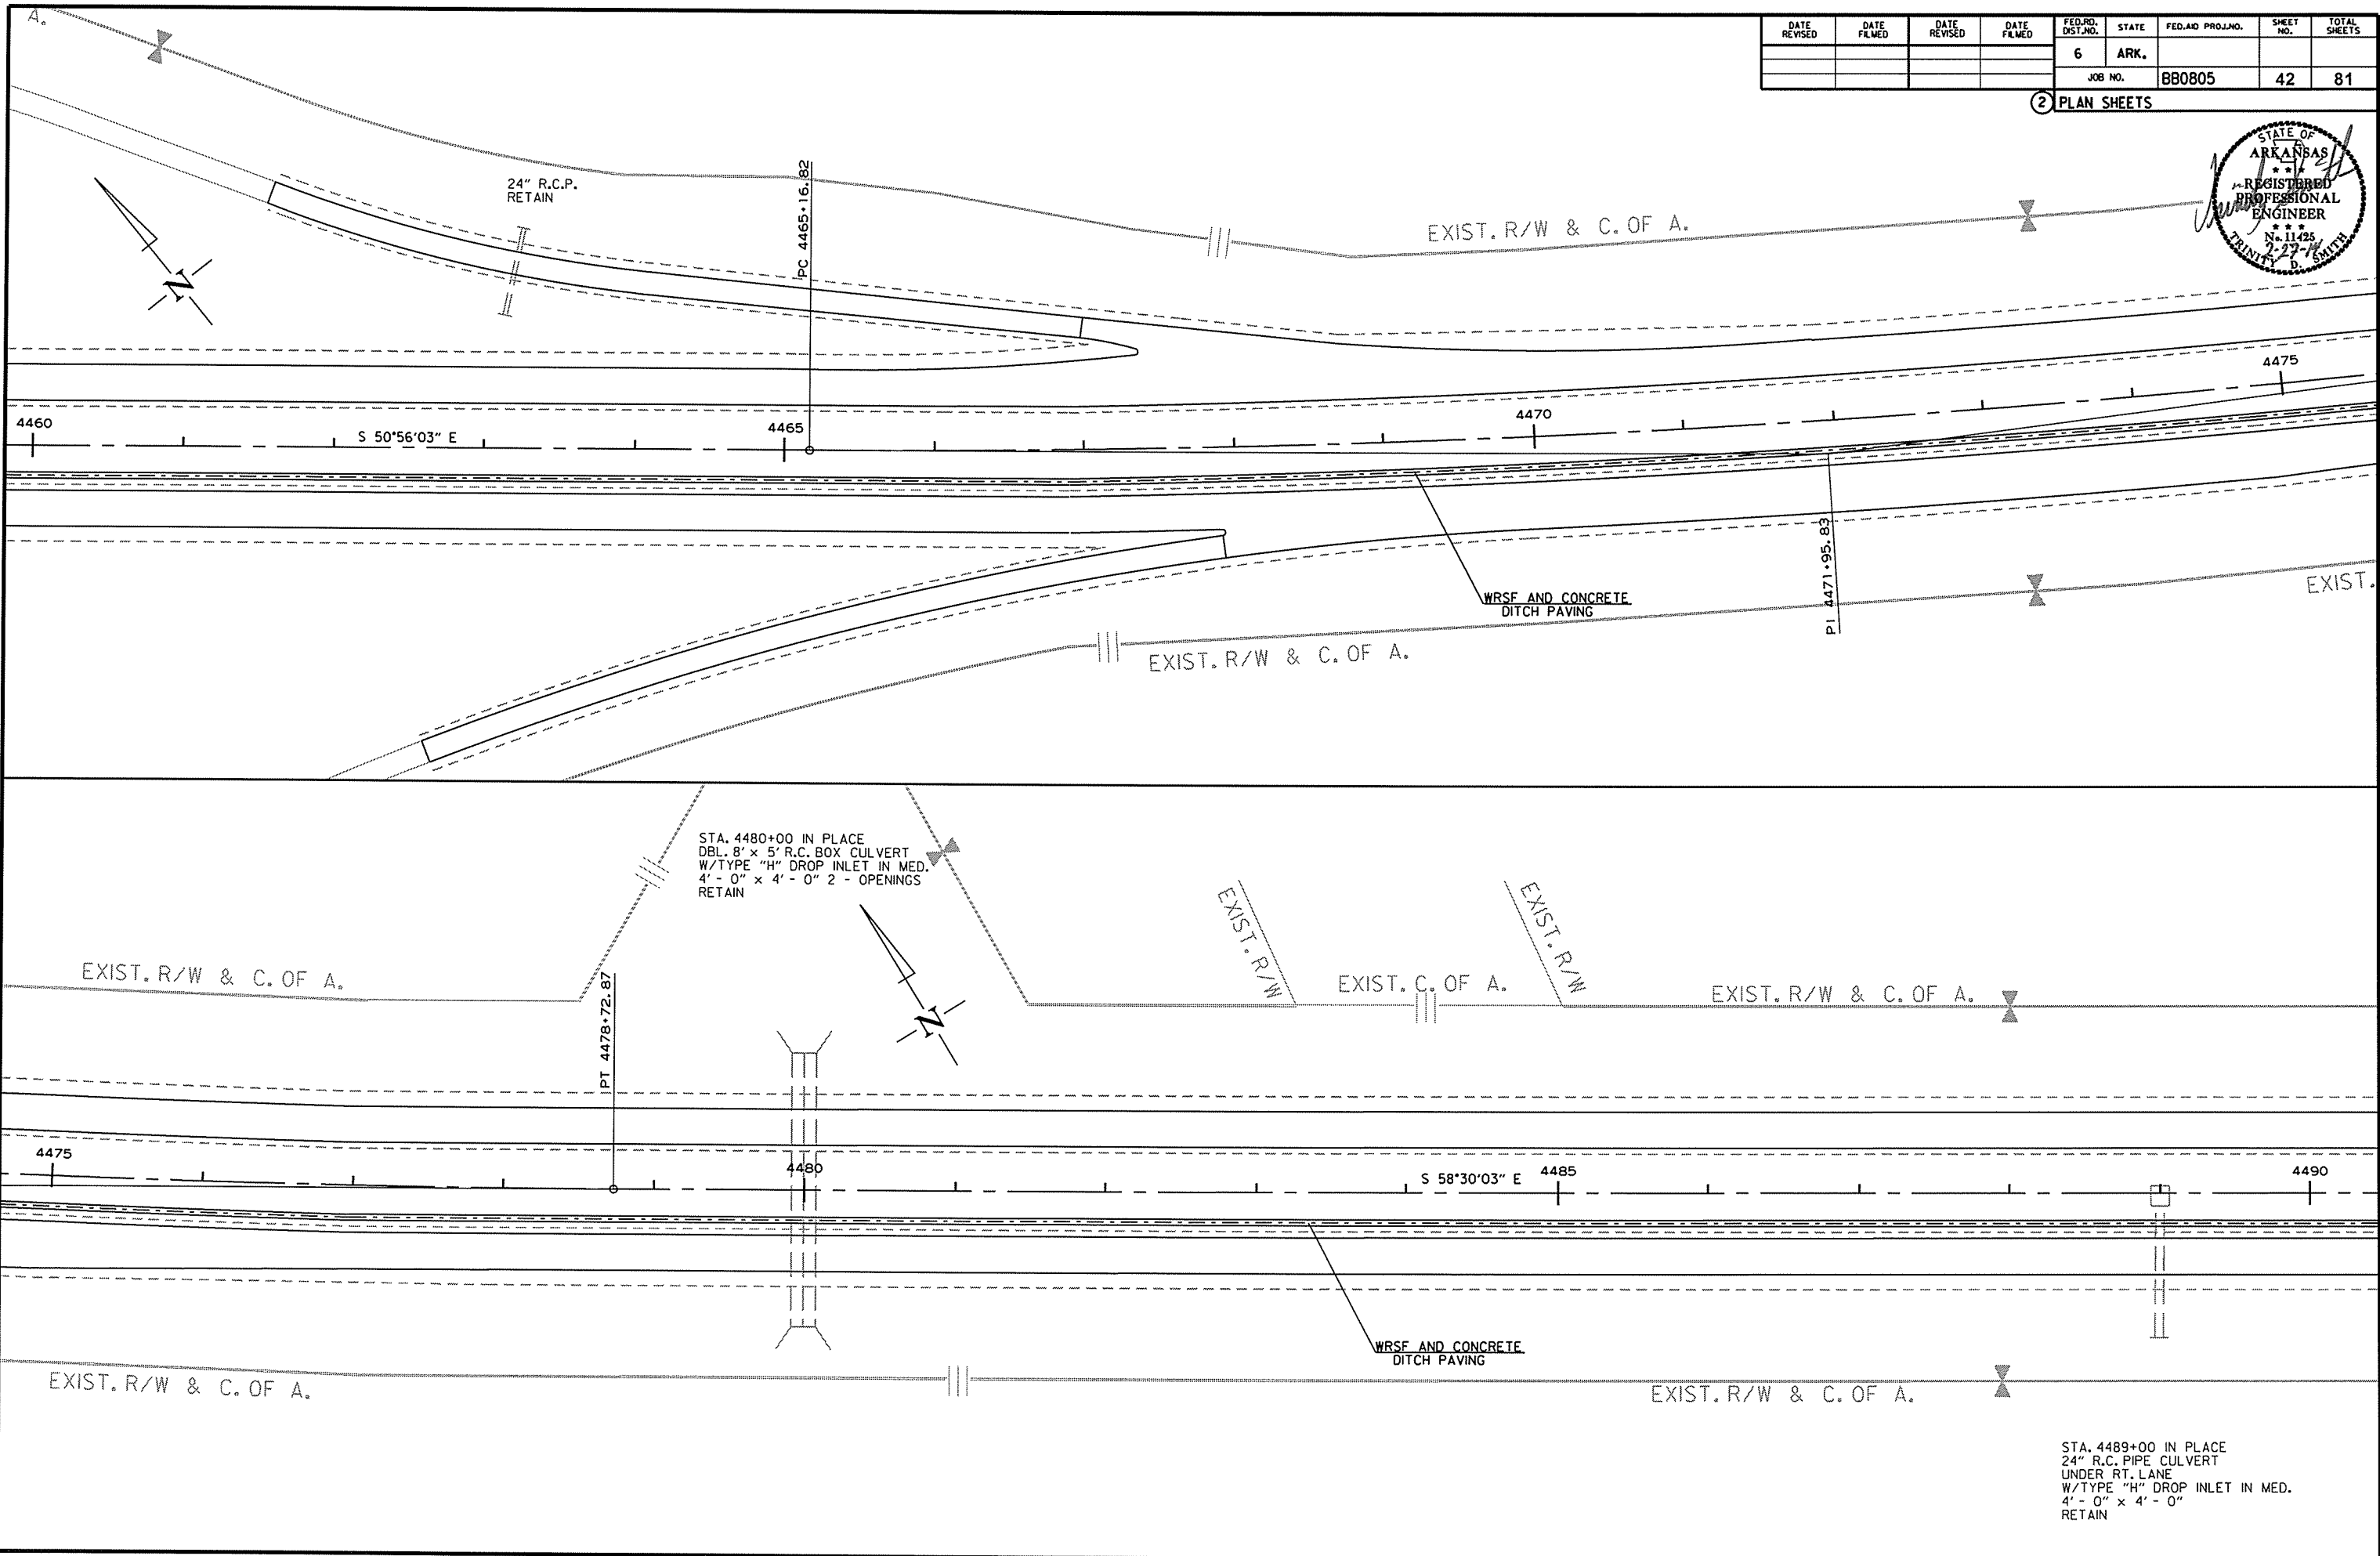 DATE REVISED
DATE FILMED
DATE REVISED
DATE FILMED
FED.RD. DIST.NO.
STATE
FED.AID PROJ.NO.
SHEET NO.
TOTAL SHEETS
6
ARK.
JOB NO.
BB0805
42
81
2 PLAN SHEETS
STATE OF
ARKANSAS
★ ★ ★
REGISTERED
PROFESSIONAL
ENGINEER
★ ★ ★
No. 11425
TRINITY D. SMITH
A.
24" R.C.P.
RETAIN
PC 4465+16.82
EXIST. R/W & C. OF A.
N
4460
S 50°56'03" E
4465
4470
4475
WRSF AND CONCRETE
DITCH PAVING
PI 4471+95.83
EXIST. R/W & C. OF A.
EXIST.
STA. 4480+00 IN PLACE
DBL. 8' x 5' R.C. BOX CULVERT
W/TYPE "H" DROP INLET IN MED.
4' - 0" x 4' - 0" 2 - OPENINGS
RETAIN
EXIST. R/W & C. OF A.
PT 4478+72.87
N
EXIST. R/W
EXIST. C. OF A.
EXIST. R/W
EXIST. R/W & C. OF A.
4475
4480
S 58°30'03" E
4485
4490
WRSF AND CONCRETE
DITCH PAVING
EXIST. R/W & C. OF A.
EXIST. R/W & C. OF A.
STA. 4489+00 IN PLACE
24" R.C. PIPE CULVERT
UNDER RT. LANE
W/TYPE "H" DROP INLET IN MED.
4' - 0" x 4' - 0"
RETAIN